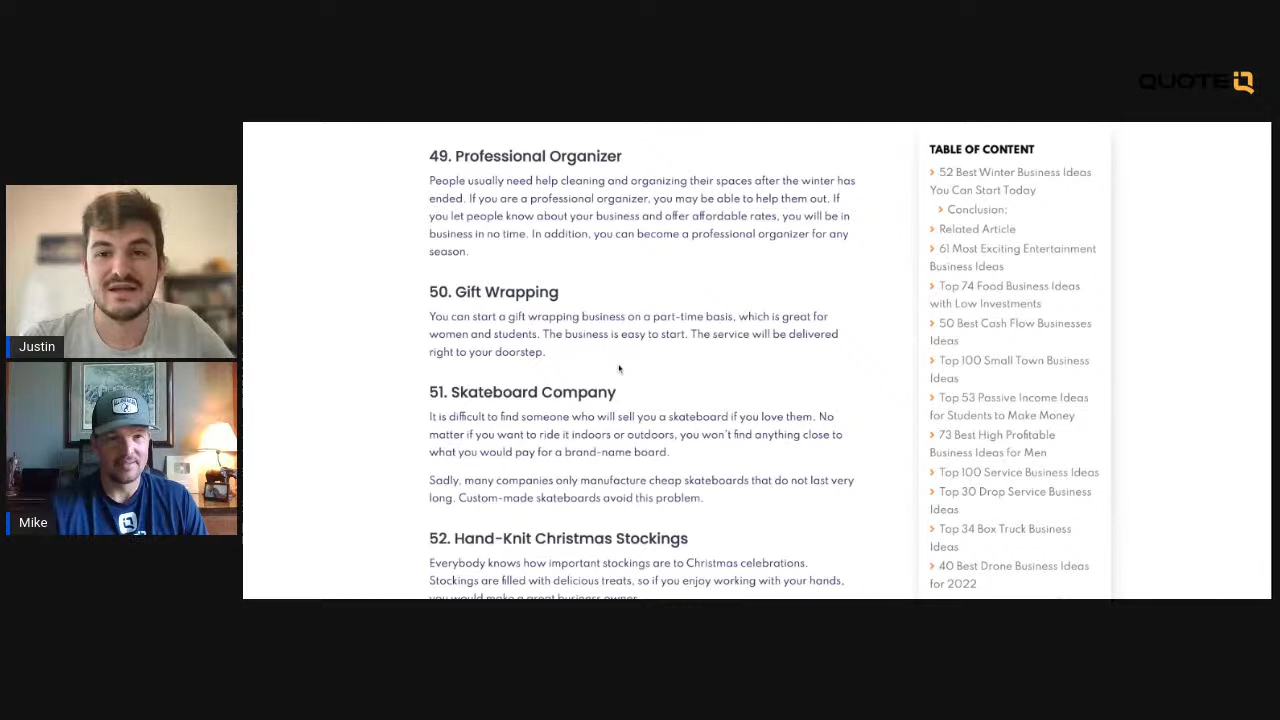 QUOTE IQ
49. Professional Organizer
People usually need help cleaning and organizing their spaces after the winter has
ended. If you are a professional organizer, you may be able to help them out. If
you let people know about your business and offer affordable rates, you will be in
business in no time. In addition, you can become a professional organizer for any
season.
50. Gift Wrapping
You can start a gift wrapping business on a part-time basis, which is great for
women and students. The business is easy to start. The service will be delivered
right to your doorstep.
51. Skateboard Company
It is difficult to find someone who will sell you a skateboard if you love them. No
matter if you want to ride it indoors or outdoors, you won't find anything close to
what you would pay for a brand-name board.
Sadly, many companies only manufacture cheap skateboards that do not last very
long. Custom-made skateboards avoid this problem.
52. Hand-Knit Christmas Stockings
Everybody knows how important stockings are to Christmas celebrations.
Stockings are filled with delicious treats, so if you enjoy working with your hands,
you would make a great business owner.
TABLE OF CONTENT
52 Best Winter Business Ideas
You Can Start Today
Conclusion:
Related Article
61 Most Exciting Entertainment
Business Ideas
Top 74 Food Business Ideas
with Low Investments
50 Best Cash Flow Businesses
Ideas
Top 100 Small Town Business
Ideas
Top 53 Passive Income Ideas
for Students to Make Money
73 Best High Profitable
Business Ideas for Men
Top 100 Service Business Ideas
Top 30 Drop Service Business
Ideas
Top 34 Box Truck Business
Ideas
40 Best Drone Business Ideas
for 2022
Justin
Mike